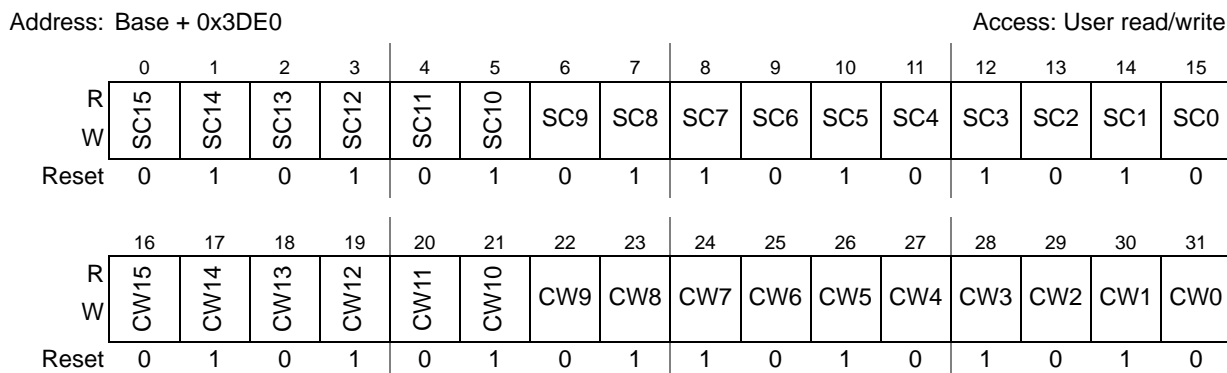 Address: Base + 0x3DE0 Access: User read/write
0 1 2 3 4 5 6 7 8 9 10 11 12 13 14 15
R
W
SC15 SC14 SC13 SC12 SC11 SC10 SC9 SC8 SC7 SC6 SC5 SC4 SC3 SC2 SC1 SC0
Reset 0 1 0 1 0 1 0 1 1 0 1 0 1 0 1 0
16 17 18 19 20 21 22 23 24 25 26 27 28 29 30 31
R
W
CW15 CW14 CW13 CW12 CW11 CW10 CW9 CW8 CW7 CW6 CW5 CW4 CW3 CW2 CW1 CW0
Reset 0 1 0 1 0 1 0 1 1 0 1 0 1 0 1 0